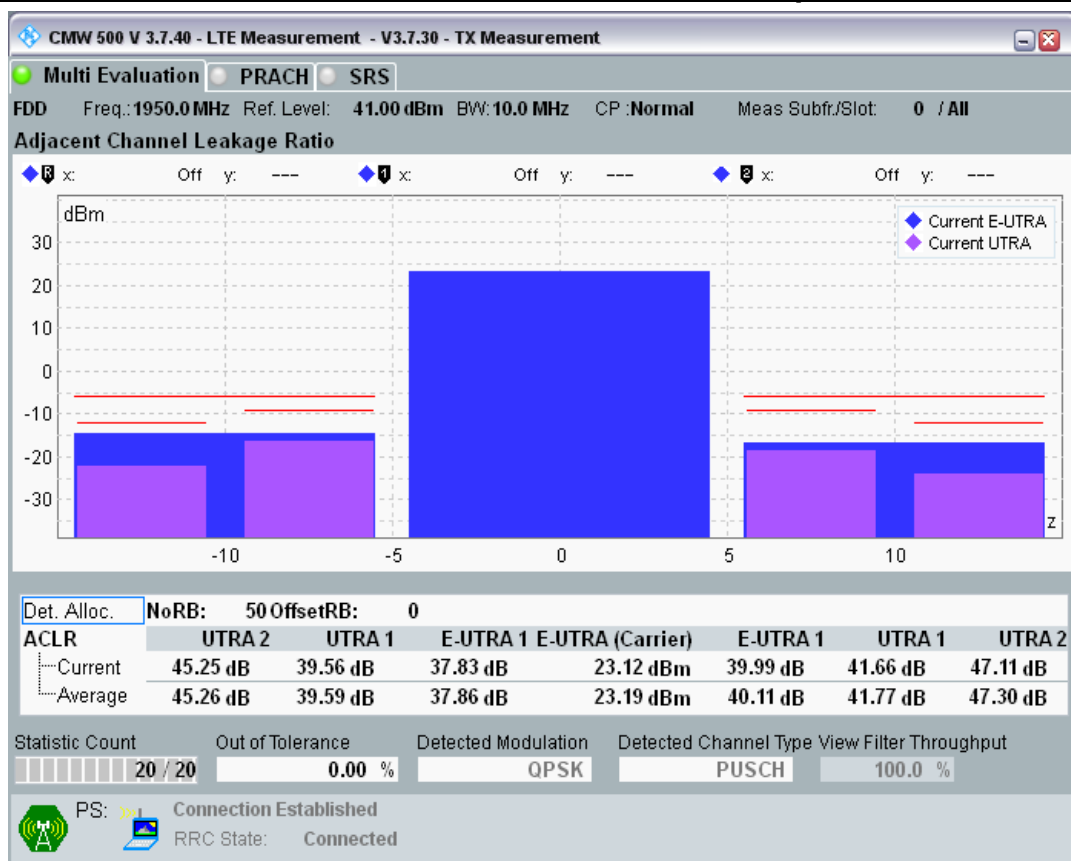 CMW 500 V 3.7.40 - LTE Measurement - V3.7.30 - TX Measurement
Multi Evaluation PRACH SRS
FDD Freq.: 1950.0 MHz Ref. Level: 41.00 dBm BW: 10.0 MHz CP : Normal Meas Subfr./Slot: 0 / All
Adjacent Channel Leakage Ratio
R x: Off y: --- 1 x: Off y: --- 2 x: Off y: ---
dBm
Current E-UTRA
Current UTRA
30
20
10
0
-10
-20
-30
z
-10 -5 0 5 10
Det. Alloc. NoRB: 50 OffsetRB: 0
ACLR UTRA 2 UTRA 1 E-UTRA 1 E-UTRA (Carrier) E-UTRA 1 UTRA 1 UTRA 2
Current 45.25 dB 39.56 dB 37.83 dB 23.12 dBm 39.99 dB 41.66 dB 47.11 dB
Average 45.26 dB 39.59 dB 37.86 dB 23.19 dBm 40.11 dB 41.77 dB 47.30 dB
Statistic Count Out of Tolerance Detected Modulation Detected Channel Type View Filter Throughput
20 / 20 0.00 % QPSK PUSCH 100.0 %
PS: Connection Established
RRC State: Connected